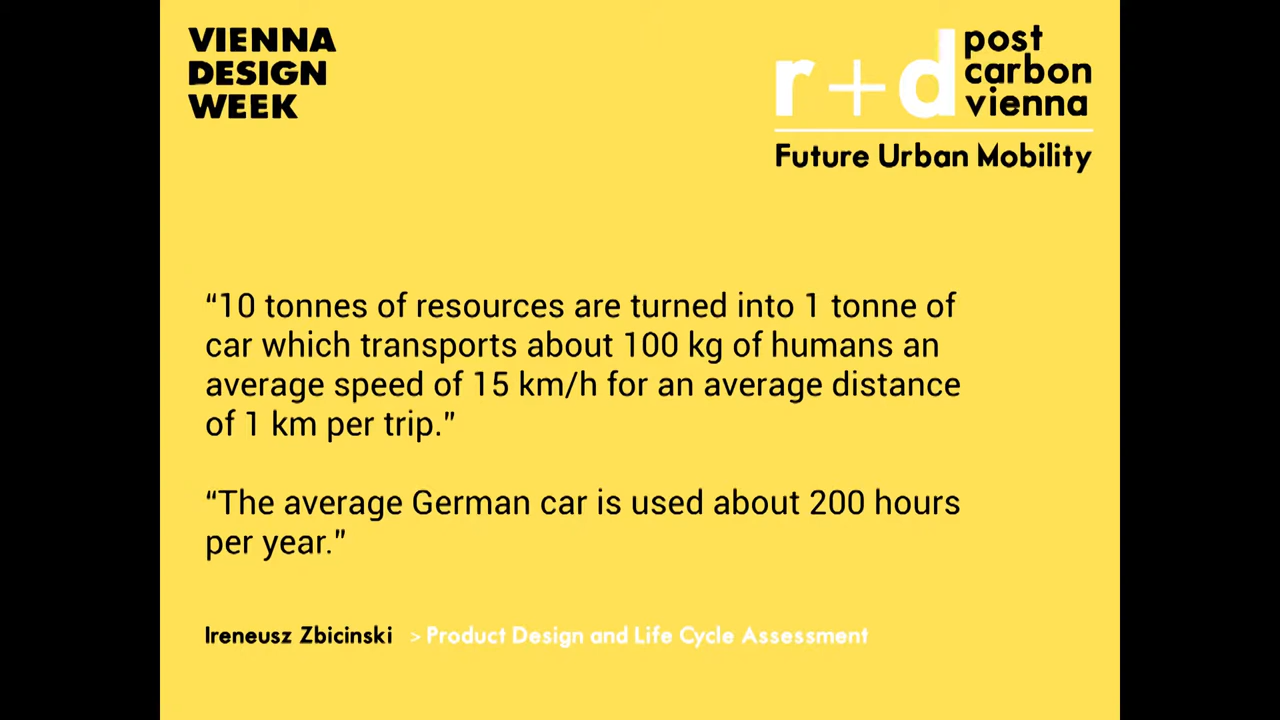 VIENNA
DESIGN
WEEK
r+d post
carbon
vienna
Future Urban Mobility
“10 tonnes of resources are turned into 1 tonne of
car which transports about 100 kg of humans an
average speed of 15 km/h for an average distance
of 1 km per trip.”
“The average German car is used about 200 hours
per year.”
Ireneusz Zbicinski > Product Design and Life Cycle Assessment